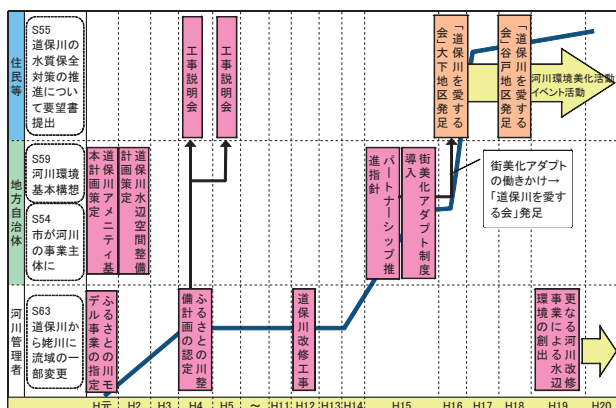 住民等
S55
道保川の
水質保全
対策の推
進につい
て要望書
提出
工事説明会
工事説明会
「道保川を愛する
会」大下地区発足
「道保川を愛する
会」谷戸地区発足
河川環境美化活動
イベント活動
地方自治体
S59
河川環境
基本構想
S54
市が河川
の事業主
体に
道保川アメニティ基
本計画策定
道保川水辺空間整備
計画策定
パートナーシップ推
進指針
街美化アダプト制度
導入
街美化アダプト
の働きかけ→
「道保川を愛す
る会」発足
河川管理者
S63
道保川から
姥川に
流域の一
部変更
ふるさとの川モ
デル事業の指定
ふるさとの川整
備計画の認定
道保川改修工事
更なる河川改修
事業による水辺
環境の創出
H元 H2 H3 H4 H5 ～ H11 H12 H13 H14 H15 H16 H17 H18 H19 H20